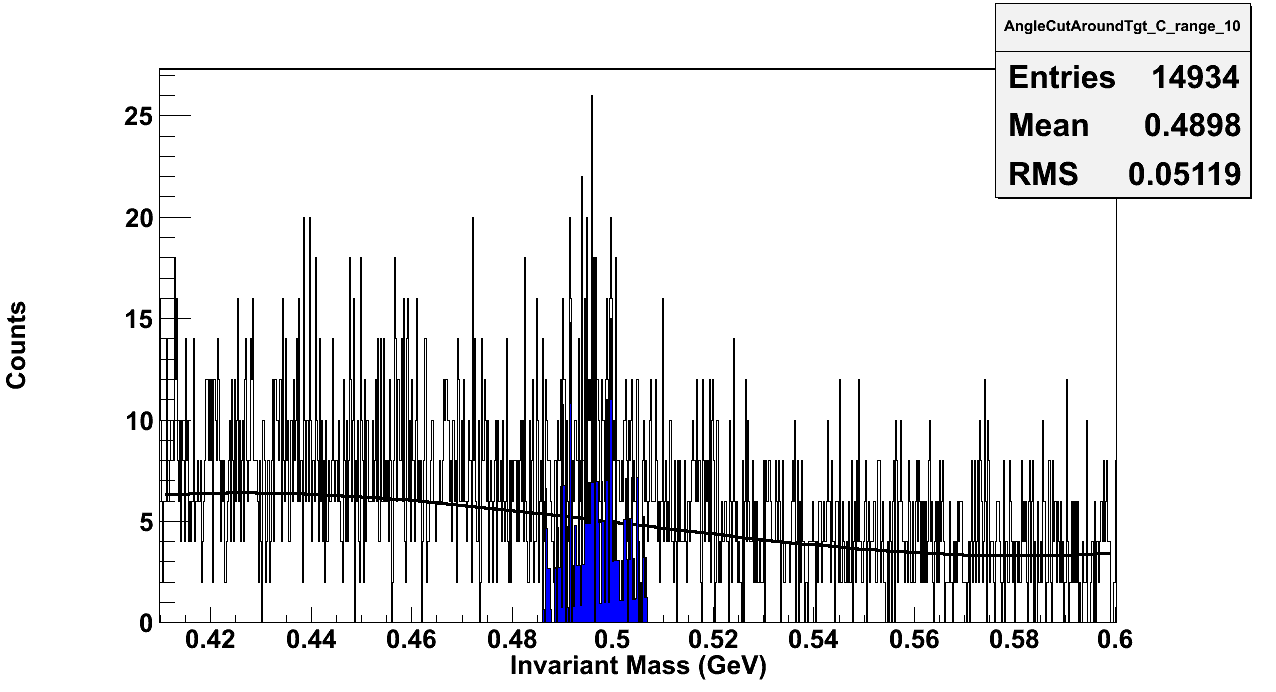 AngleCutAroundTgt_C_range_10
Entries 14934
Mean 0.4898
RMS 0.05119
Counts
25
20
15
10
5
0
0.42 0.44 0.46 0.48 0.5 0.52 0.54 0.56 0.58 0.6
Invariant Mass (GeV)